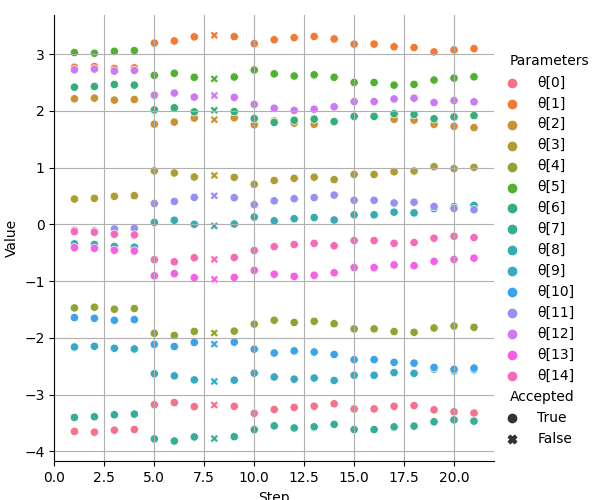 Parameters
θ[0]
θ[1]
θ[2]
θ[3]
θ[4]
θ[5]
θ[6]
θ[7]
θ[8]
θ[9]
θ[10]
θ[11]
θ[12]
θ[13]
θ[14]
Accepted
True
False
Value
3
2
1
0
−1
−2
−3
−4
0.0 2.5 5.0 7.5 10.0 12.5 15.0 17.5 20.0
Step